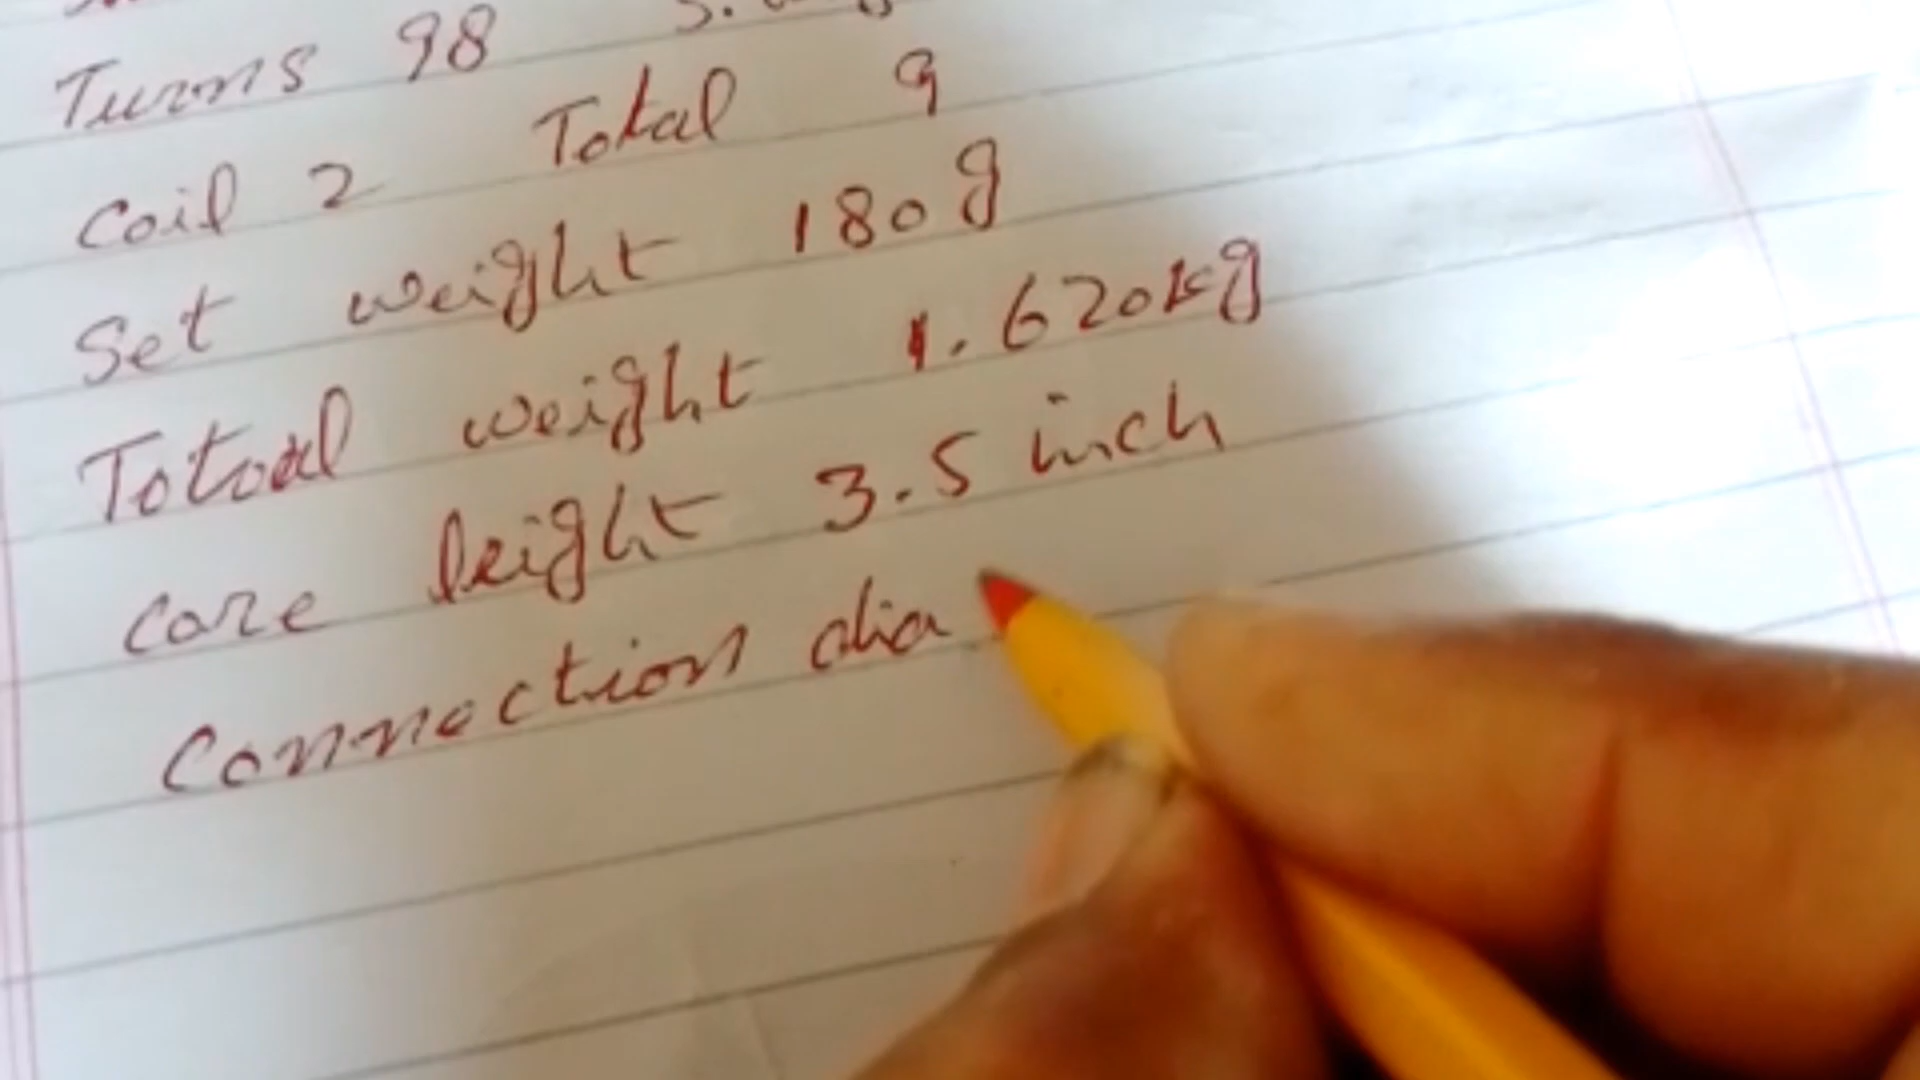 Turns 98
Coil 2 Total 9
Set weight 180g
Total weight 1.620kg
Core leight 3.5 inch
Connection dia